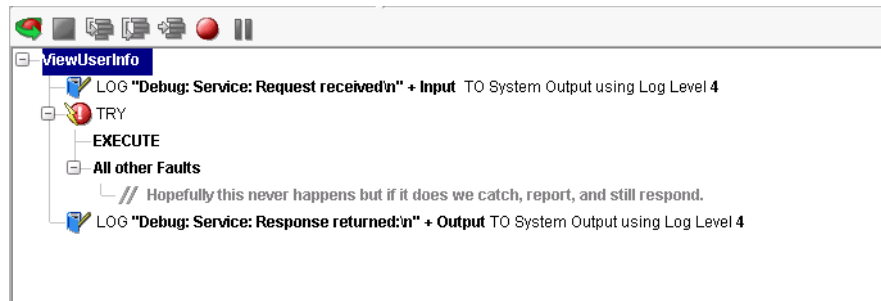 ViewUserInfo
LOG "Debug: Service: Request received\n" + Input TO System Output using Log Level 4
TRY
EXECUTE
All other Faults
// Hopefully this never happens but if it does we catch, report, and still respond.
LOG "Debug: Service: Response returned:\n" + Output TO System Output using Log Level 4